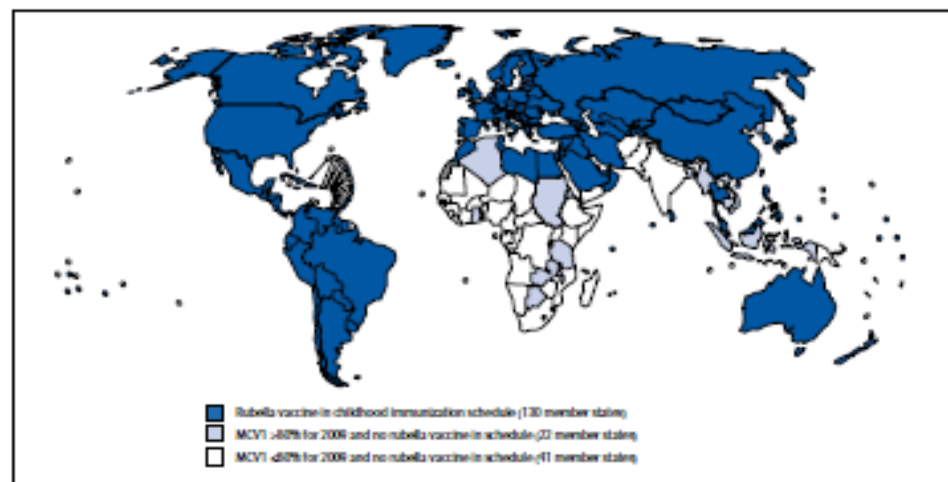 Rubella vaccine in childhood immunization schedule (130 member states)
MCV1 >80% for 2009 and no rubella vaccine in schedule (22 member states)
MCV1 <80% for 2009 and no rubella vaccine in schedule (41 member states)